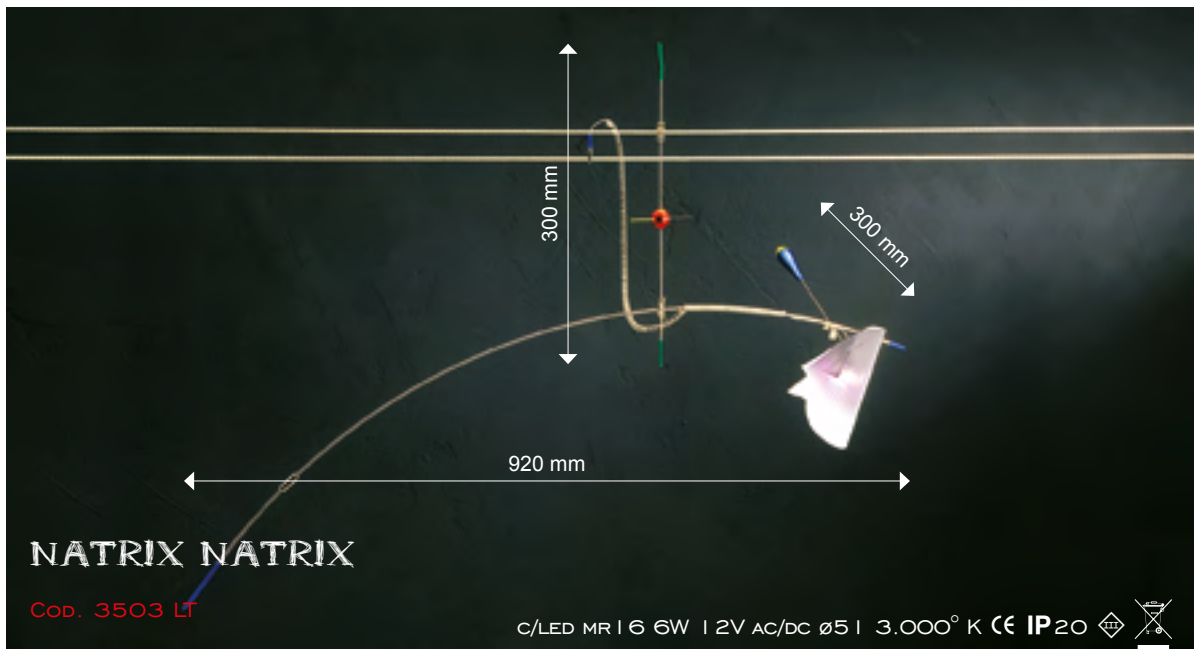 300 mm
300 mm
920 mm
NATRIX NATRIX
COD. 3503 LT
C/LED MR16 6W 12V AC/DC Ø51 3.000° K CE IP20 III